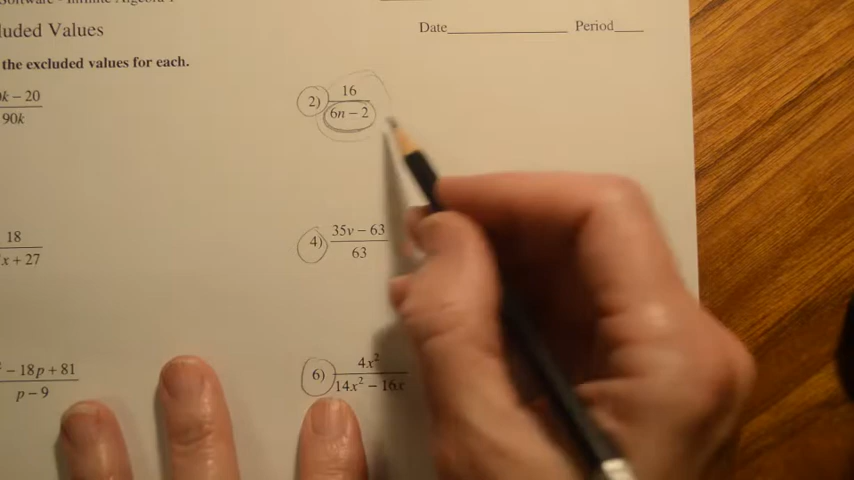 Software - Infinite Algebra 1
Excluded Values
Date Period
the excluded values for each.
k − 20
90k
2) 16
6n − 2
18
x + 27
4) 35v − 63
63
− 18p + 81
p − 9
6) 4x²
14x² − 16x